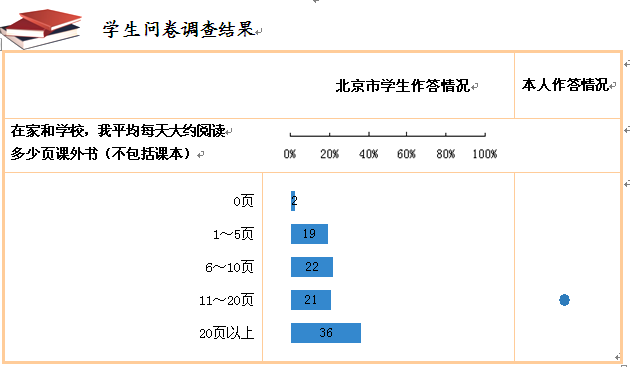 学生问卷调查结果
北京市学生作答情况 本人作答情况
在家和学校，我平均每天大约阅读
多少页课外书（不包括课本）
0% 20% 40% 60% 80% 100%
0页 2
1～5页 19
6～10页 22
11～20页 21
20页以上 36